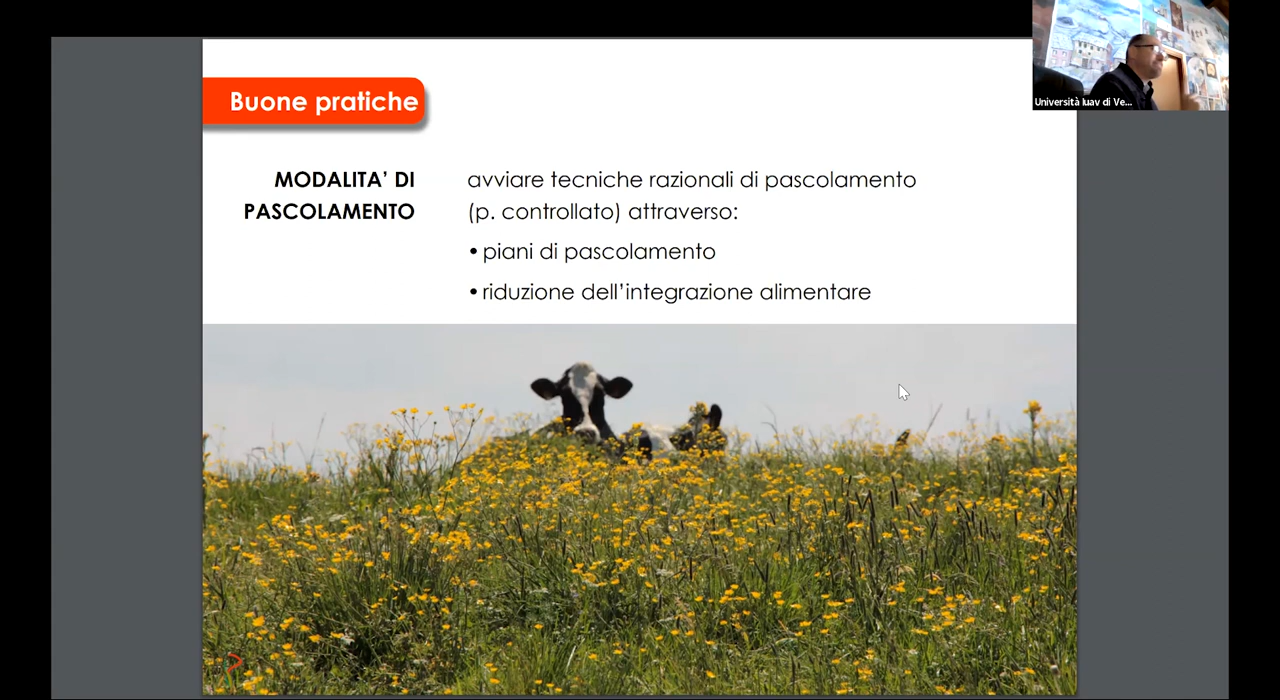 Università Iuav di Ve...
Buone pratiche
MODALITA’ DI
PASCOLAMENTO
avviare tecniche razionali di pascolamento
(p. controllato) attraverso:
• piani di pascolamento
• riduzione dell’integrazione alimentare